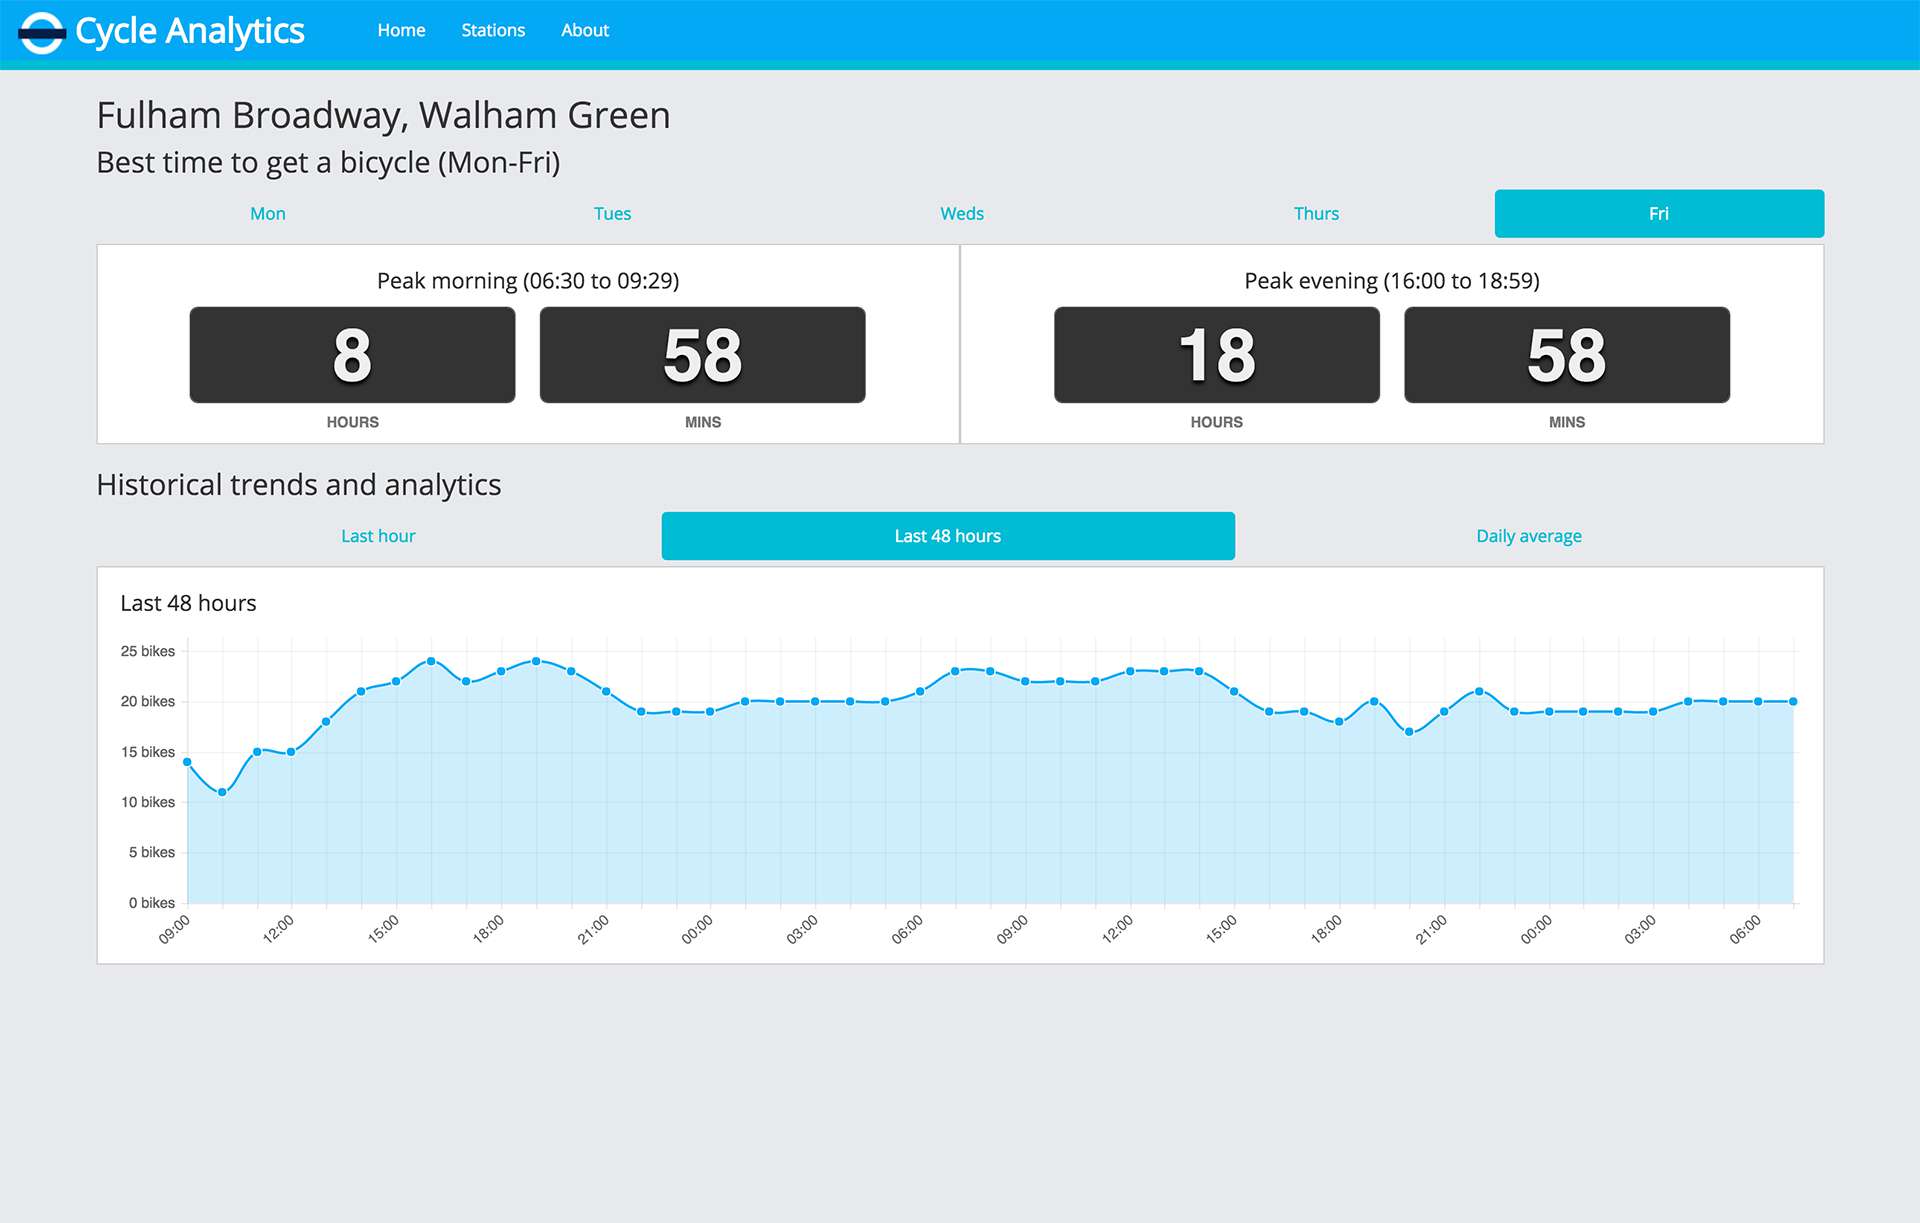 Cycle Analytics
Home Stations About
Fulham Broadway, Walham Green
Best time to get a bicycle (Mon-Fri)
Mon Tues Weds Thurs Fri
Peak morning (06:30 to 09:29)
8 58
HOURS MINS
Peak evening (16:00 to 18:59)
18 58
HOURS MINS
Historical trends and analytics
Last hour Last 48 hours Daily average
Last 48 hours
25 bikes
20 bikes
15 bikes
10 bikes
5 bikes
0 bikes
09:00 12:00 15:00 18:00 21:00 00:00 03:00 06:00 09:00 12:00 15:00 18:00 21:00 00:00 03:00 06:00